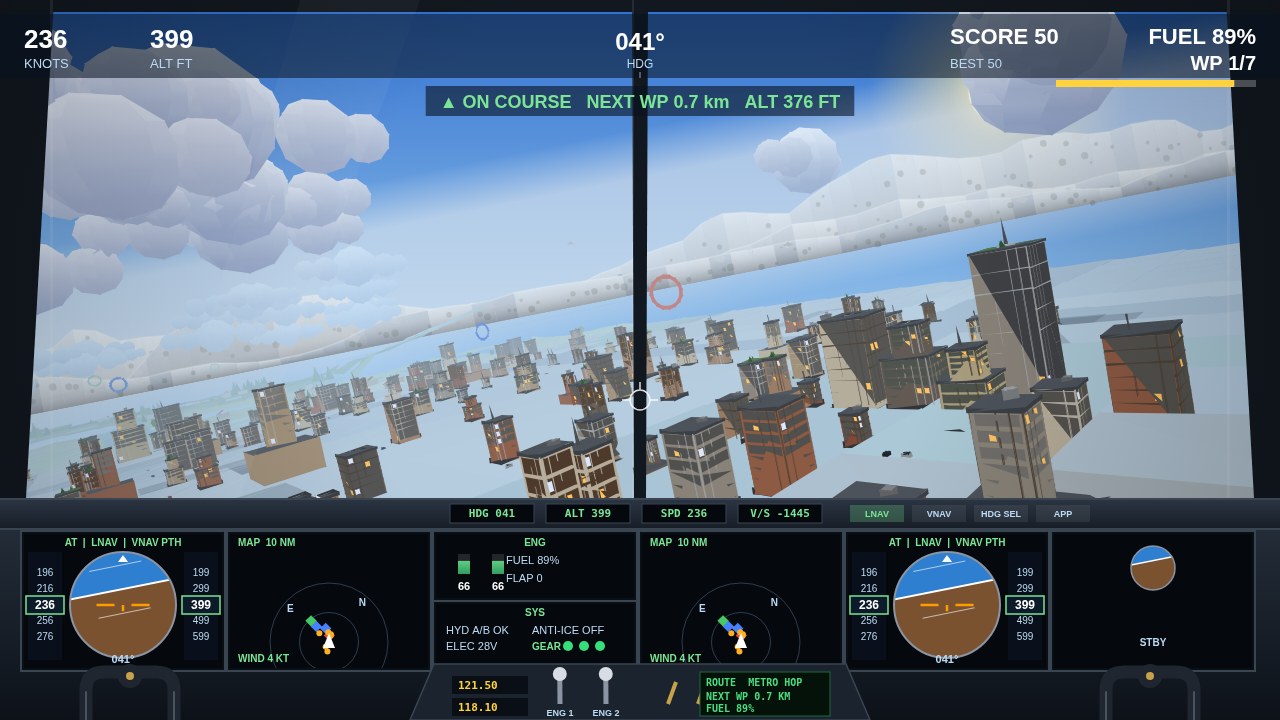 236
KNOTS
399
ALT FT
041°
HDG
SCORE 50
BEST 50
FUEL 89%
WP 1/7
▲ ON COURSE NEXT WP 0.7 km ALT 376 FT
HDG 041
ALT 399
SPD 236
V/S -1445
LNAV
VNAV
HDG SEL
APP
AT | LNAV | VNAV PTH
196
216
236
256
276
199
299
399
499
599
041°
MAP 10 NM
E
N
WIND 4 KT
ENG
FUEL 89%
FLAP 0
66
66
SYS
HYD A/B OK
ANTI-ICE OFF
ELEC 28V
GEAR
MAP 10 NM
E
N
WIND 4 KT
AT | LNAV | VNAV PTH
196
216
236
256
276
199
299
399
499
599
041°
STBY
121.50
118.10
ENG 1
ENG 2
ROUTE METRO HOP
NEXT WP 0.7 KM
FUEL 89%